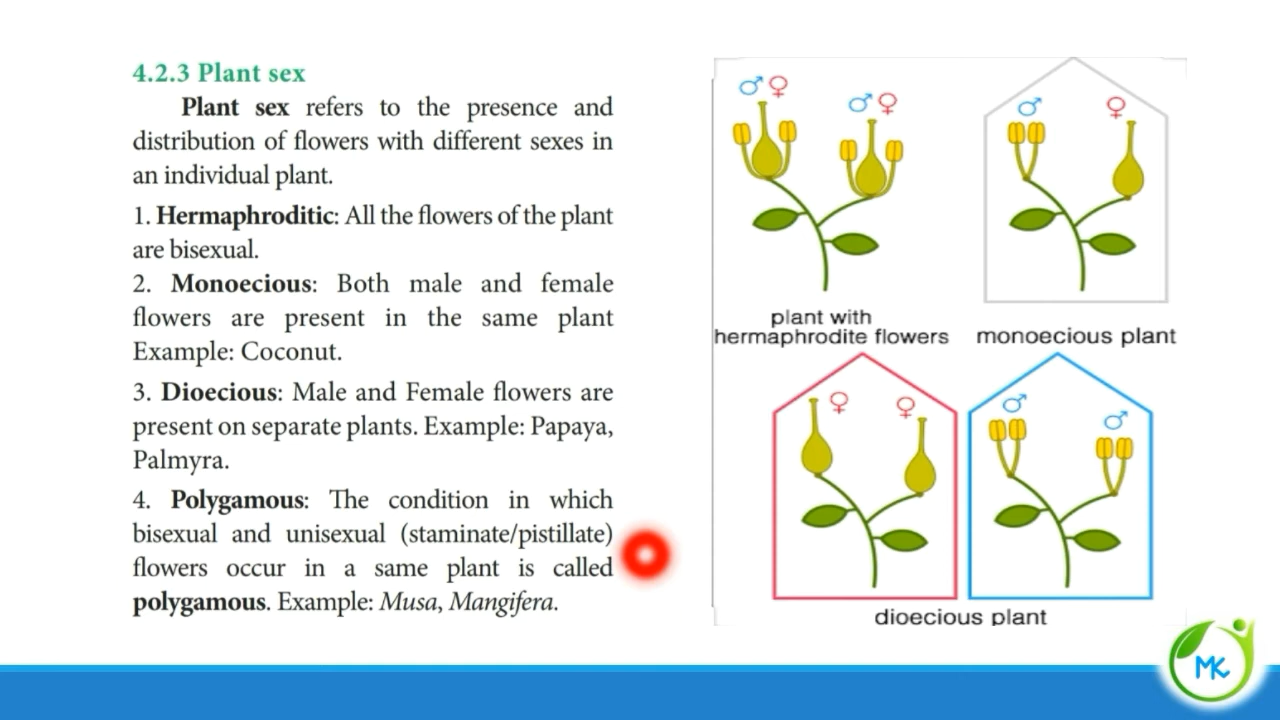 4.2.3 Plant sex
Plant sex refers to the presence and
distribution of flowers with different sexes in
an individual plant.
1. Hermaphroditic: All the flowers of the plant
are bisexual.
2. Monoecious: Both male and female
flowers are present in the same plant
Example: Coconut.
3. Dioecious: Male and Female flowers are
present on separate plants. Example: Papaya,
Palmyra.
4. Polygamous: The condition in which
bisexual and unisexual (staminate/pistillate)
flowers occur in a same plant is called
polygamous. Example: Musa, Mangifera.
♂♀
♂♀
♂
♀
plant with
hermaphrodite flowers
monoecious plant
♀
♀
♂
♂
dioecious plant
MK